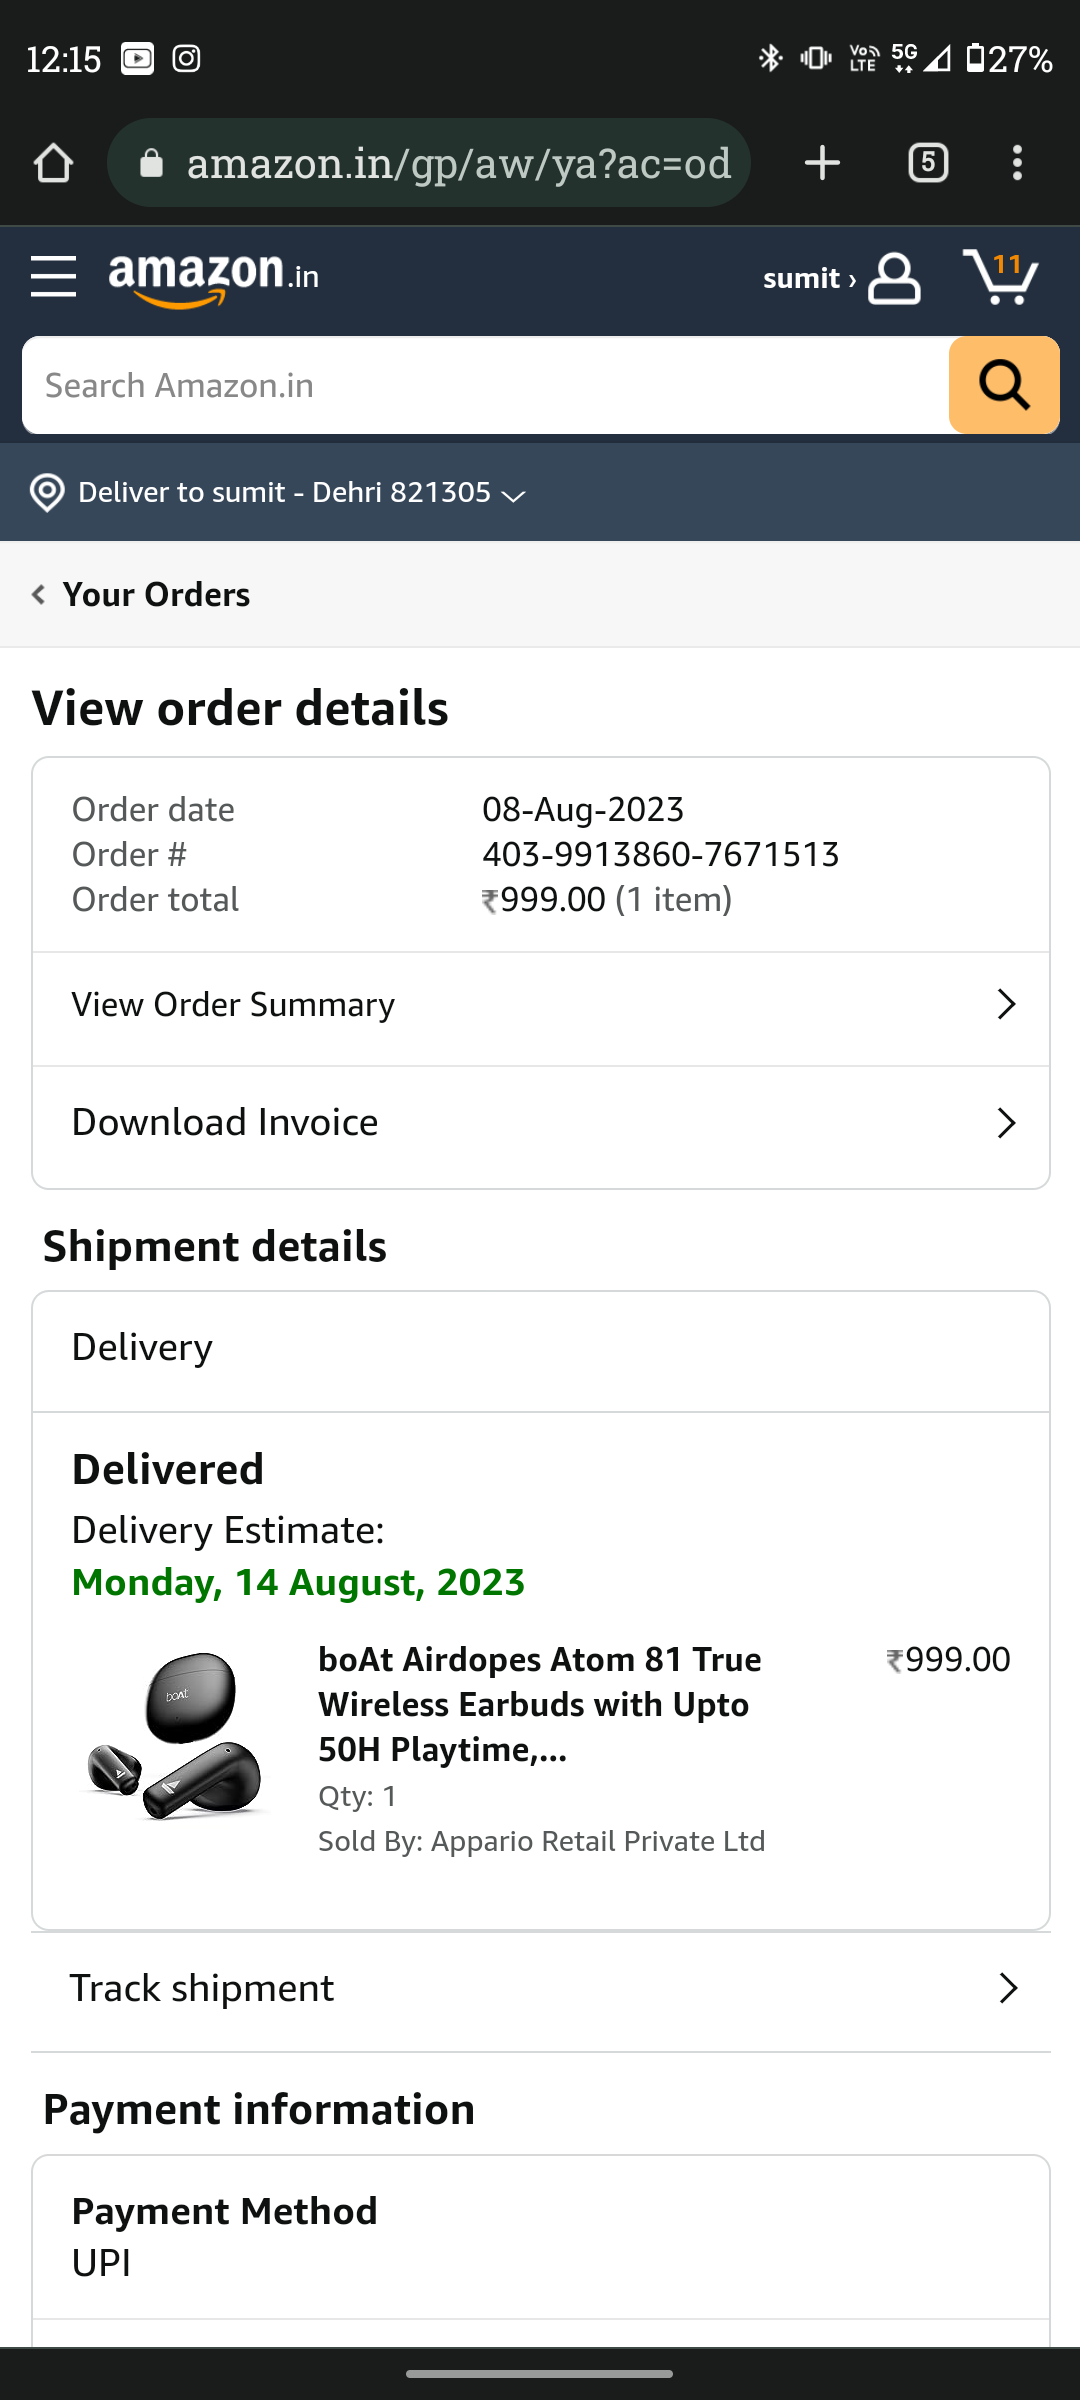 12:15
VoLTE 5G 27%
amazon.in/gp/aw/ya?ac=od
5
amazon.in
sumit ›
11
Search Amazon.in
Deliver to sumit - Dehri 821305
Your Orders
View order details
Order date 08-Aug-2023
Order # 403-9913860-7671513
Order total ₹999.00 (1 item)
View Order Summary
Download Invoice
Shipment details
Delivery
Delivered
Delivery Estimate:
Monday, 14 August, 2023
boAt
boAt Airdopes Atom 81 True ₹999.00
Wireless Earbuds with Upto
50H Playtime,...
Qty: 1
Sold By: Appario Retail Private Ltd
Track shipment
Payment information
Payment Method
UPI